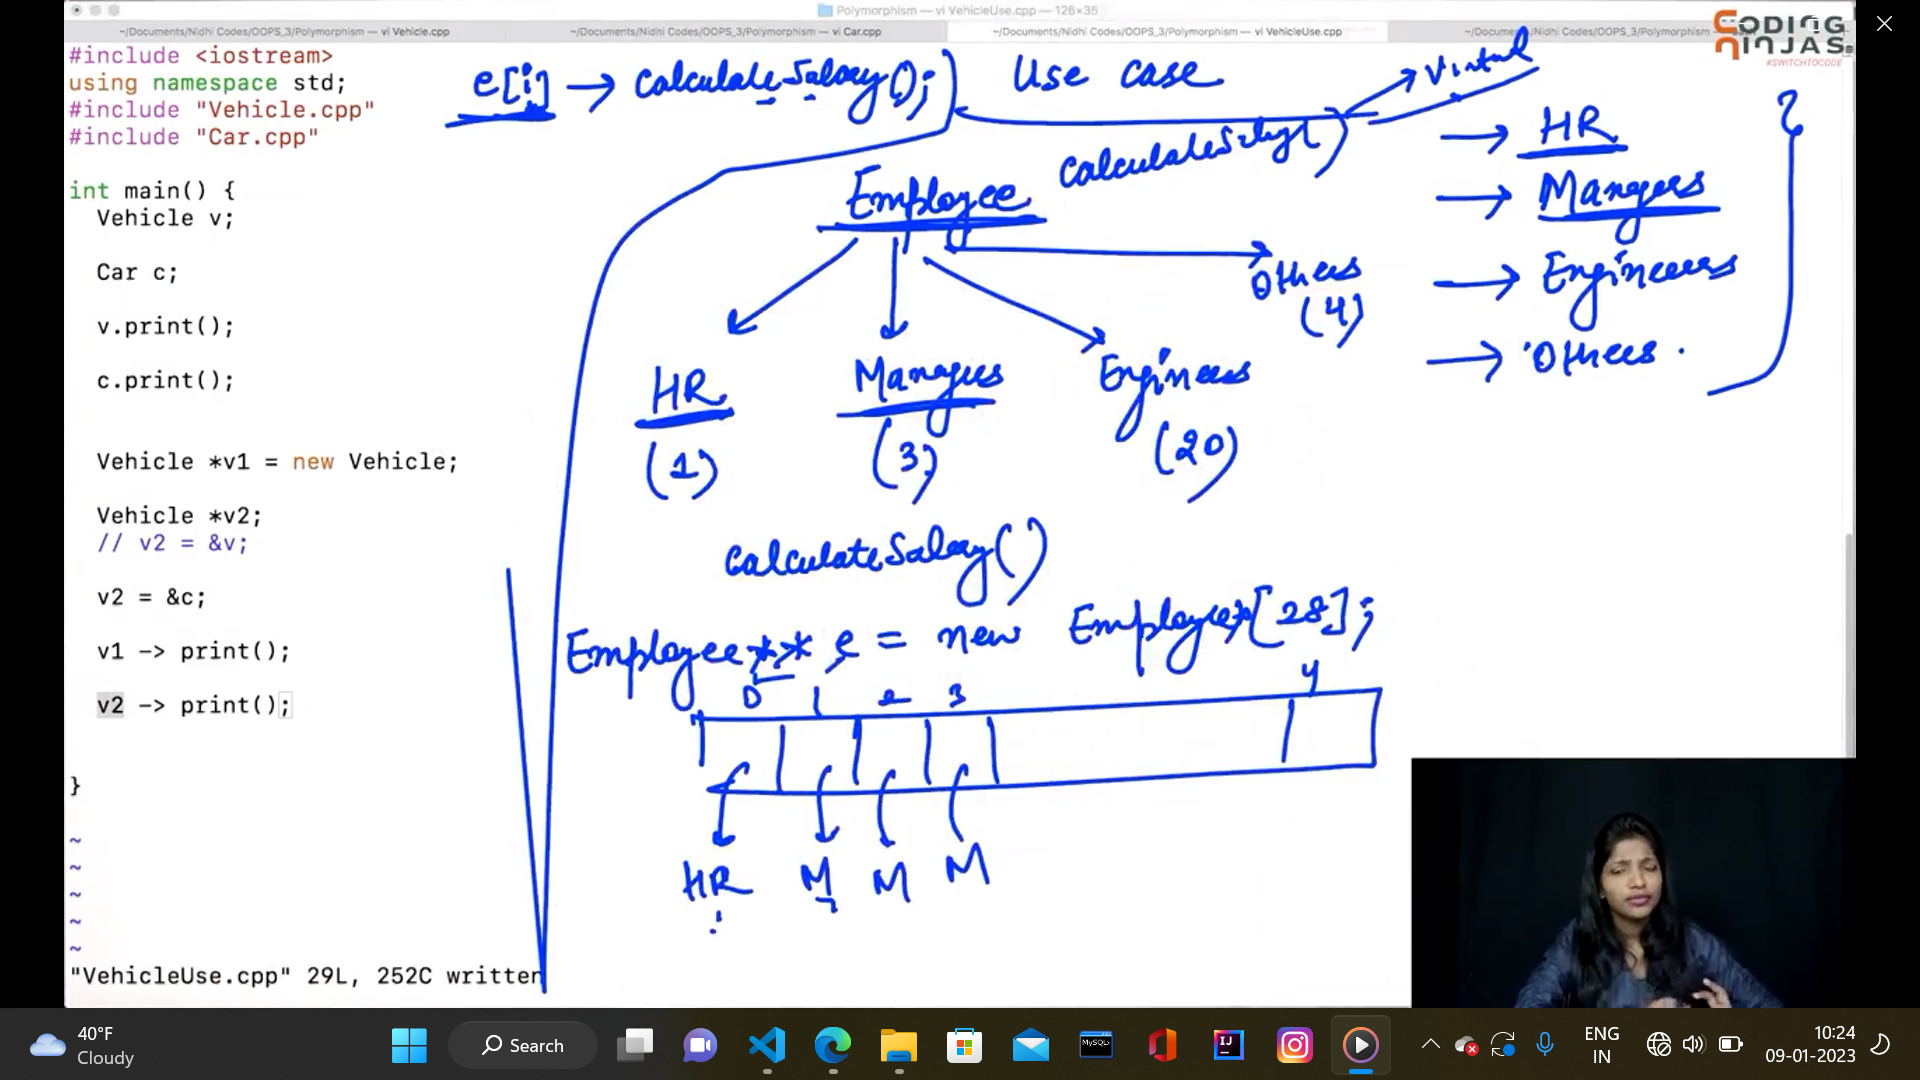 Polymorphism — vi VehicleUse.cpp — 126×35
~/Documents/Nidhi Codes/OOPS_3/Polymorphism — vi Vehicle.cpp
~/Documents/Nidhi Codes/OOPS_3/Polymorphism — vi Car.cpp
~/Documents/Nidhi Codes/OOPS_3/Polymorphism — vi VehicleUse.cpp
~/Documents/Nidhi Codes/OOPS_3/Polymorphism —
CODING
NINJAS
#SWITCHTOCODE
#include <iostream>
using namespace std;
#include "Vehicle.cpp"
#include "Car.cpp"
int main() {
Vehicle v;
Car c;
v.print();
c.print();
Vehicle *v1 = new Vehicle;
Vehicle *v2;
// v2 = &v;
v2 = &c;
v1 -> print();
v2 -> print();
}
~
~
~
~
~
"VehicleUse.cpp" 29L, 252C written
e[i] → calculateSalary();
Use case
virtual
calculateSalary()
Employee
HR
(1)
Managers
(3)
Engineers
(20)
Others
(4)
→ HR
→ Managers
→ Engineers
→ Others
calculateSalary()
Employee** e = new Employee*[28];
0 1 2 3
HR M M M
40°F
Cloudy
Search
MySQL
IJ
ENG
IN
10:24
09-01-2023